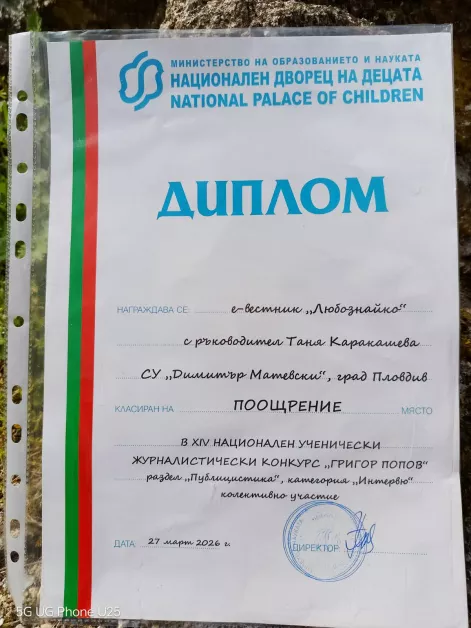 МИНИСТЕРСТВО НА ОБРАЗОВАНИЕТО И НАУКАТА
НАЦИОНАЛЕН ДВОРЕЦ НА ДЕЦАТА
NATIONAL PALACE OF CHILDREN
ДИПЛОМ
НАГРАЖДАВА СЕ: е-вестник „Любознайко“
с ръководител Таня Каракашева
СУ „Димитър Матевски“, град Пловдив
КЛАСИРАН НА ПООЩРЕНИЕ МЯСТО
В XIV НАЦИОНАЛЕН УЧЕНИЧЕСКИ
ЖУРНАЛИСТИЧЕСКИ КОНКУРС „ГРИГОР ПОПОВ“
раздел „Публицистика“, категория „Интервю“
колективно участие
ДАТА: 27 март 2026 г. ДИРЕКТОР:
5G UG.Phone U25